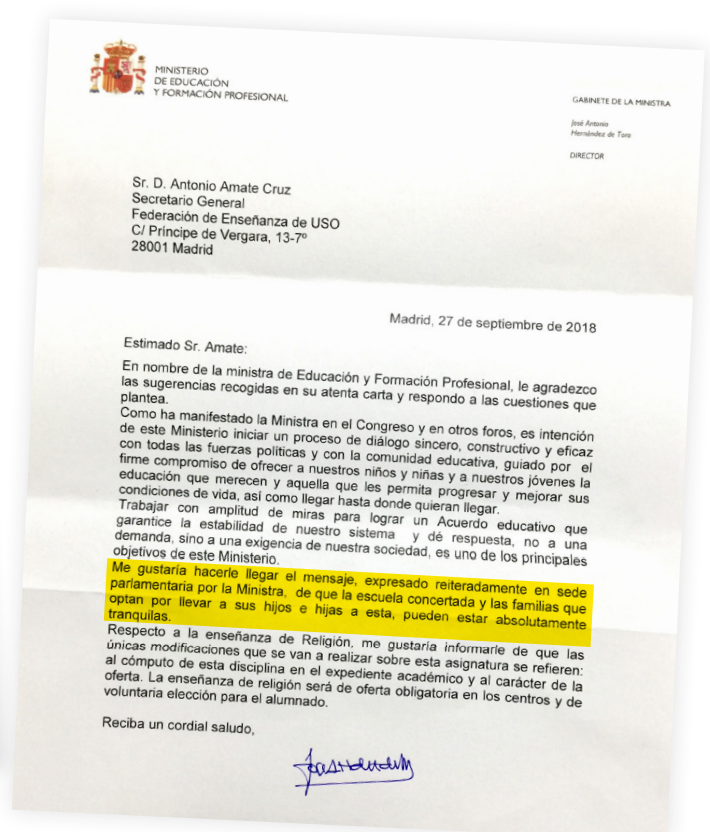 MINISTERIO
DE EDUCACIÓN
Y FORMACIÓN PROFESIONAL
GABINETE DE LA MINISTRA
José Antonio
Hernández de Toro
DIRECTOR
Sr. D. Antonio Amate Cruz
Secretario General
Federación de Enseñanza de USO
C/ Príncipe de Vergara, 13-7º
28001 Madrid
Madrid, 27 de septiembre de 2018
Estimado Sr. Amate:
En nombre de la ministra de Educación y Formación Profesional, le agradezco
las sugerencias recogidas en su atenta carta y respondo a las cuestiones que
plantea.
Como ha manifestado la Ministra en el Congreso y en otros foros, es intención
de este Ministerio iniciar un proceso de diálogo sincero, constructivo y eficaz
con todas las fuerzas políticas y con la comunidad educativa, guiado por el
firme compromiso de ofrecer a nuestros niños y niñas y a nuestros jóvenes la
educación que merecen y aquella que les permita progresar y mejorar sus
condiciones de vida, así como llegar hasta donde quieran llegar.
Trabajar con amplitud de miras para lograr un Acuerdo educativo que
garantice la estabilidad de nuestro sistema y dé respuesta, no a una
demanda, sino a una exigencia de nuestra sociedad, es uno de los principales
objetivos de este Ministerio.
Me gustaría hacerle llegar el mensaje, expresado reiteradamente en sede
parlamentaria por la Ministra, de que la escuela concertada y las familias que
optan por llevar a sus hijos e hijas a esta, pueden estar absolutamente
tranquilas.
Respecto a la enseñanza de Religión, me gustaría informarle de que las
únicas modificaciones que se van a realizar sobre esta asignatura se refieren:
al cómputo de esta disciplina en el expediente académico y al carácter de la
oferta. La enseñanza de religión será de oferta obligatoria en los centros y de
voluntaria elección para el alumnado.
Reciba un cordial saludo,